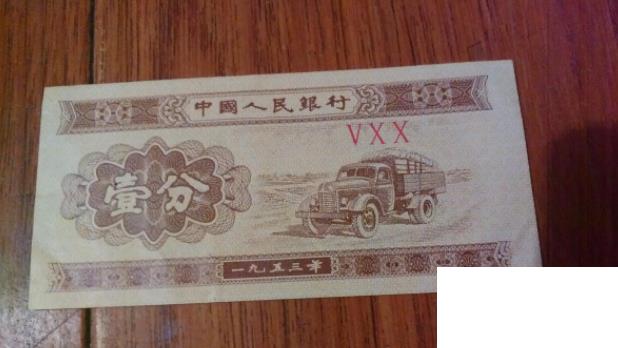 中國人民銀行
VXX
壹分
一九五三年